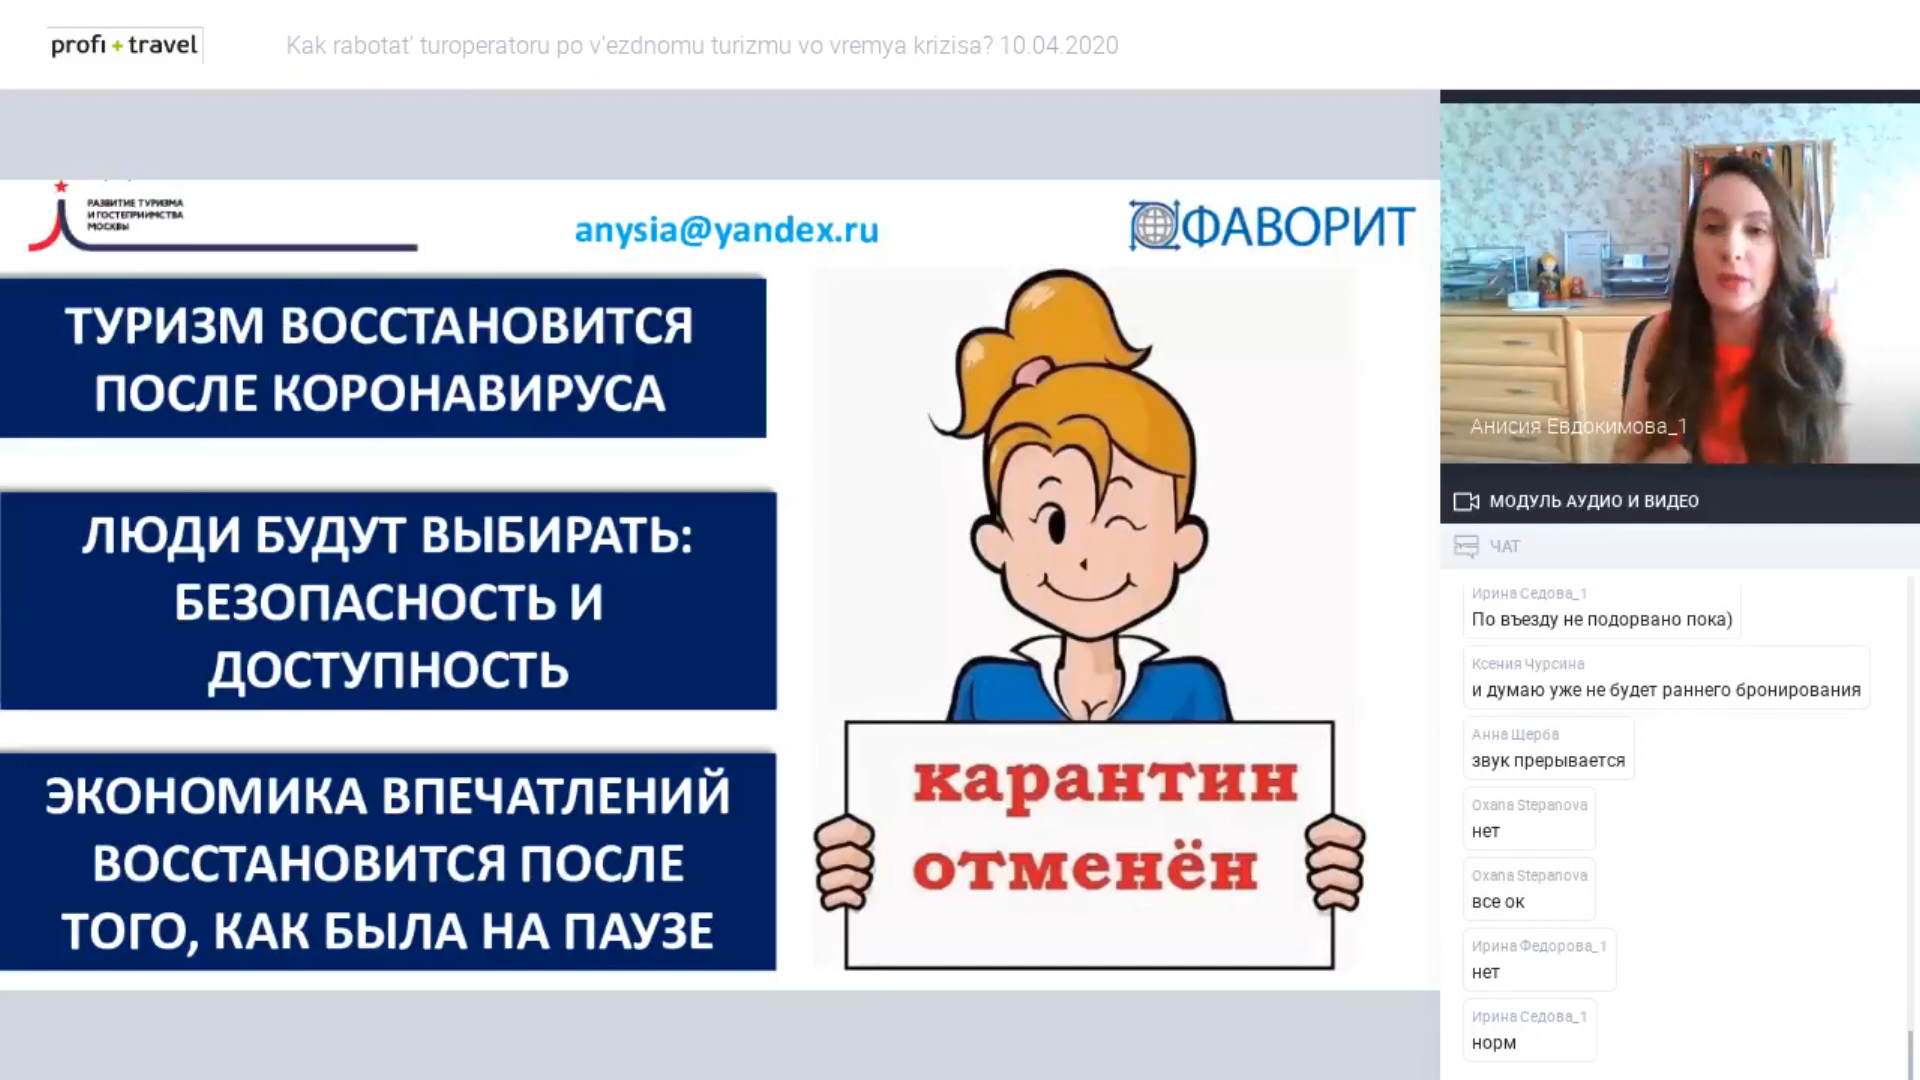 profi + travel
Kak rabotat' turoperatoru po v'ezdnomu turizmu vo vremya krizisa? 10.04.2020
РАЗВИТИЕ ТУРИЗМА
И ГОСТЕПРИИМСТВА
МОСКВЫ
anysia@yandex.ru
ФАВОРИТ
ТУРИЗМ ВОССТАНОВИТСЯ
ПОСЛЕ КОРОНАВИРУСА
ЛЮДИ БУДУТ ВЫБИРАТЬ:
БЕЗОПАСНОСТЬ И
ДОСТУПНОСТЬ
ЭКОНОМИКА ВПЕЧАТЛЕНИЙ
ВОССТАНОВИТСЯ ПОСЛЕ
ТОГО, КАК БЫЛА НА ПАУЗЕ
карантин
отменён
Анисия Евдокимова_1
МОДУЛЬ АУДИО И ВИДЕО
ЧАТ
Ирина Седова_1
По въезду не подорвано пока)
Ксения Чурсина
и думаю уже не будет раннего бронирования
Анна Щерба
звук прерывается
Oxana Stepanova
нет
Oxana Stepanova
все ок
Ирина Федорова_1
нет
Ирина Седова_1
норм